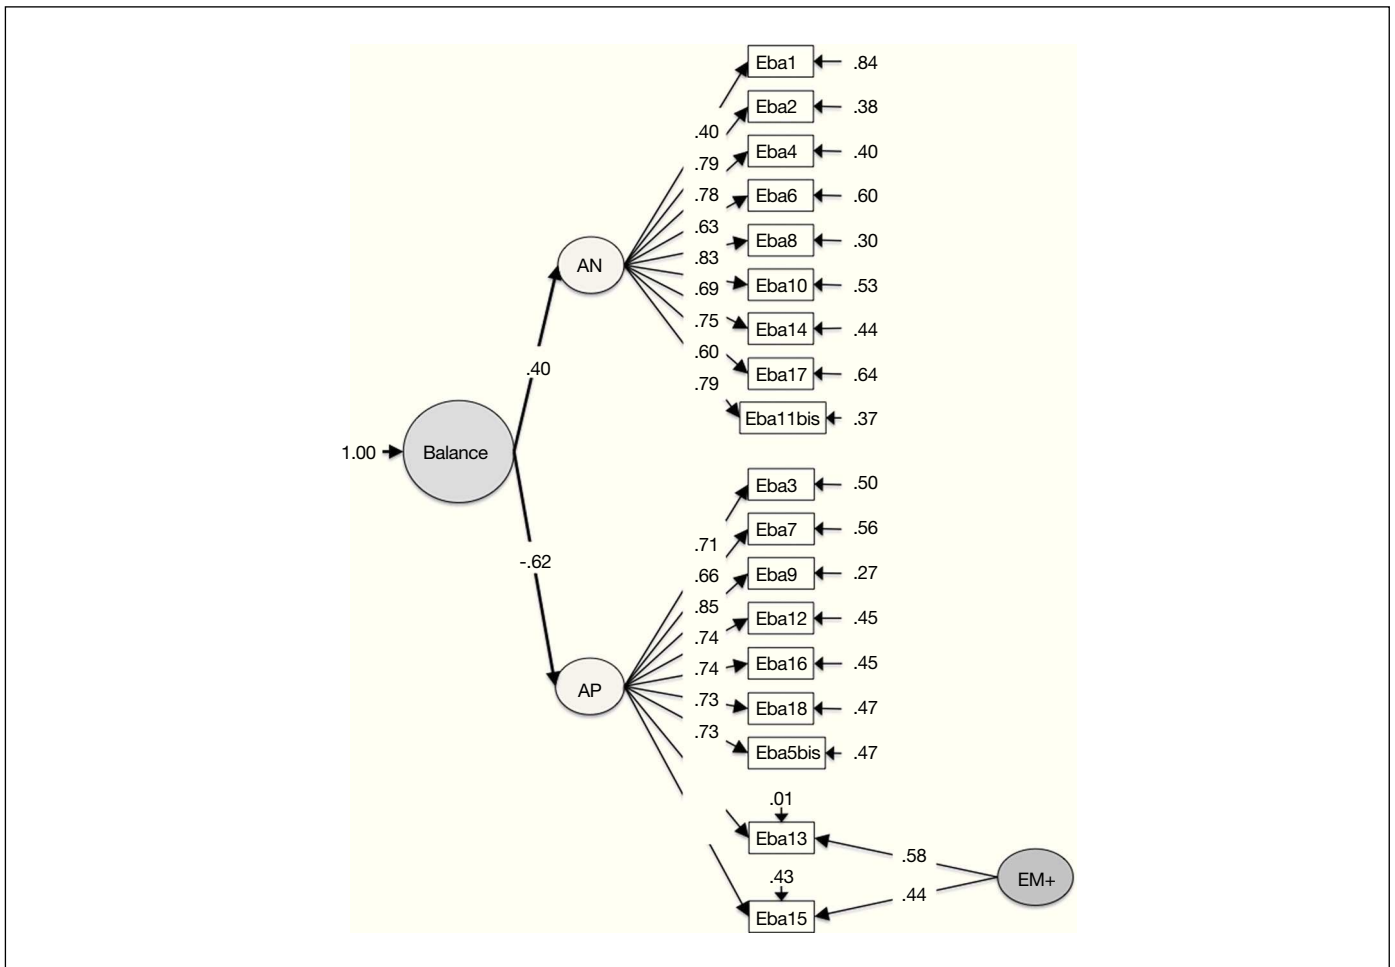 Eba1 .84
Eba2 .38
.40
Eba4 .40
.79
.78
Eba6 .60
.63
Eba8 .30
.83
AN
Eba10 .53
.69
.75
Eba14 .44
.60
.40
Eba17 .64
.79
Eba11bis .37
1.00 Balance
Eba3 .50
Eba7 .56
.71
-.62
Eba9 .27
.66
.85
Eba12 .45
.74
Eba16 .45
.74
AP
.73
Eba18 .47
.73
Eba5bis .47
.01
Eba13
.58
.43
EM+
.44
Eba15